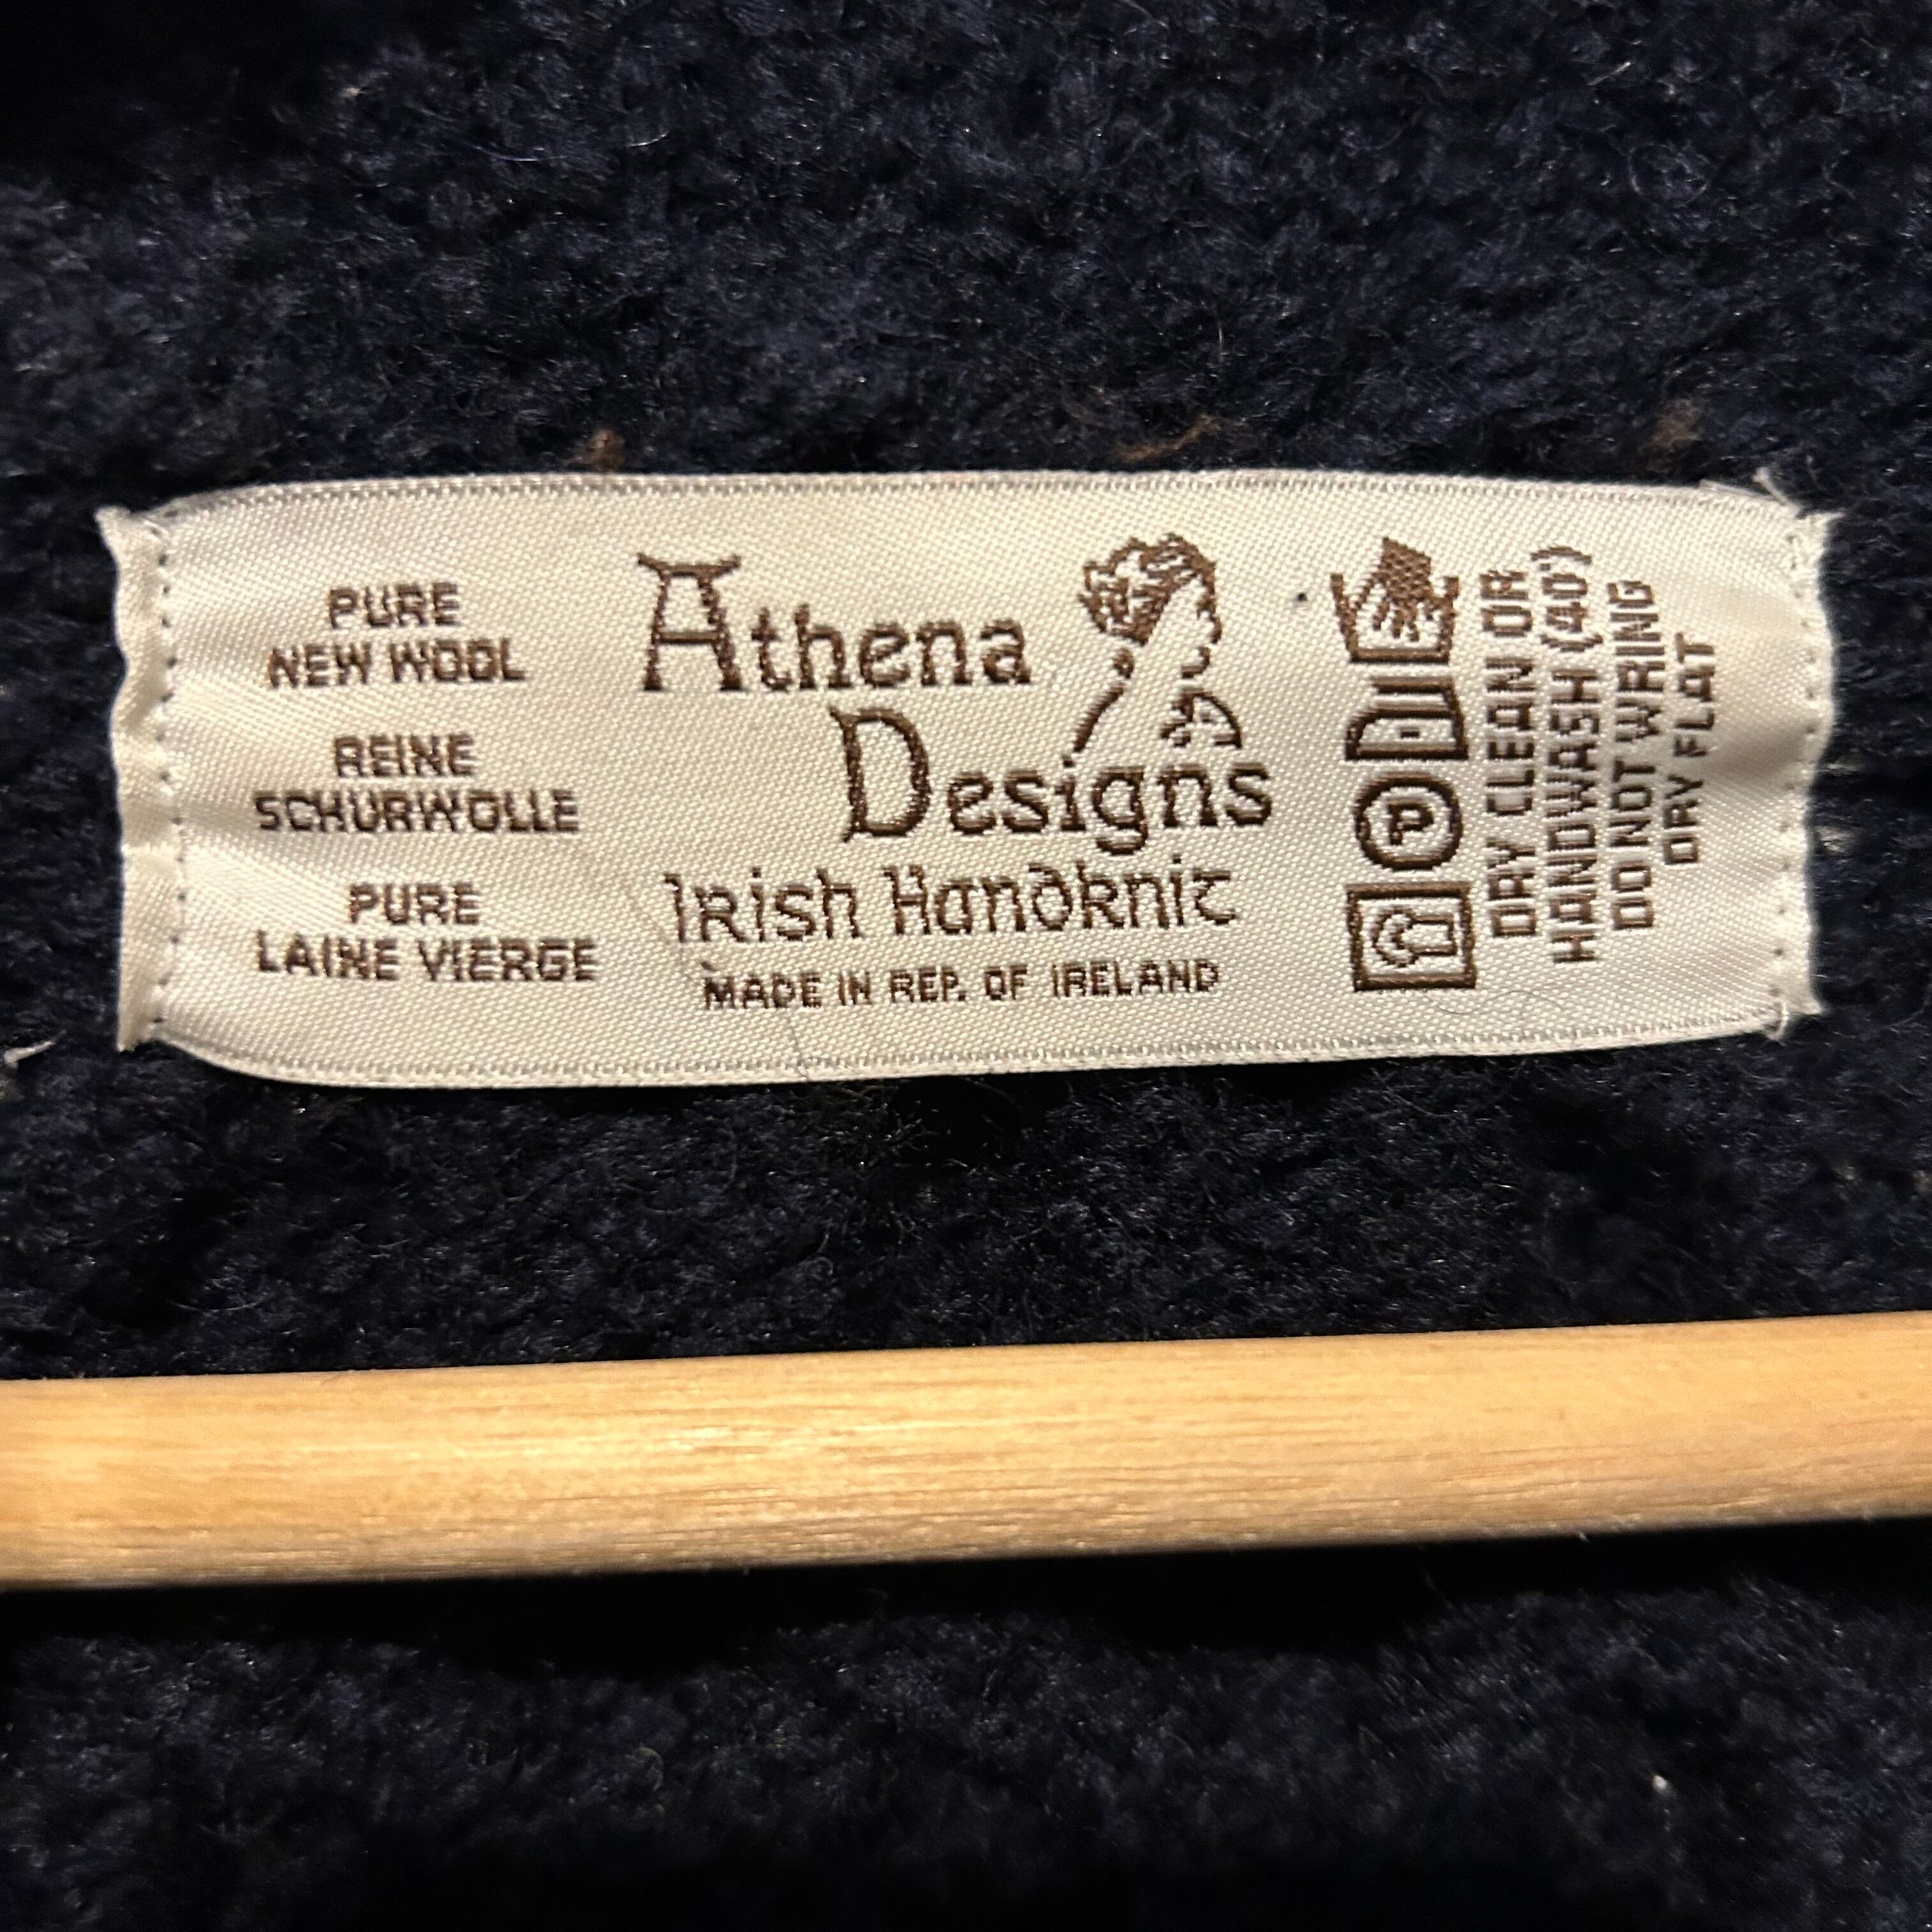 PURE
NEW WOOL
REINE
SCHURWOLLE
PURE
LAINE VIERGE
Athena
Designs
Irish Handknit
MADE IN REP. OF IRELAND
P
DRY CLEAN OR
HANDWASH (40°)
DO NOT WRING
DRY FLAT